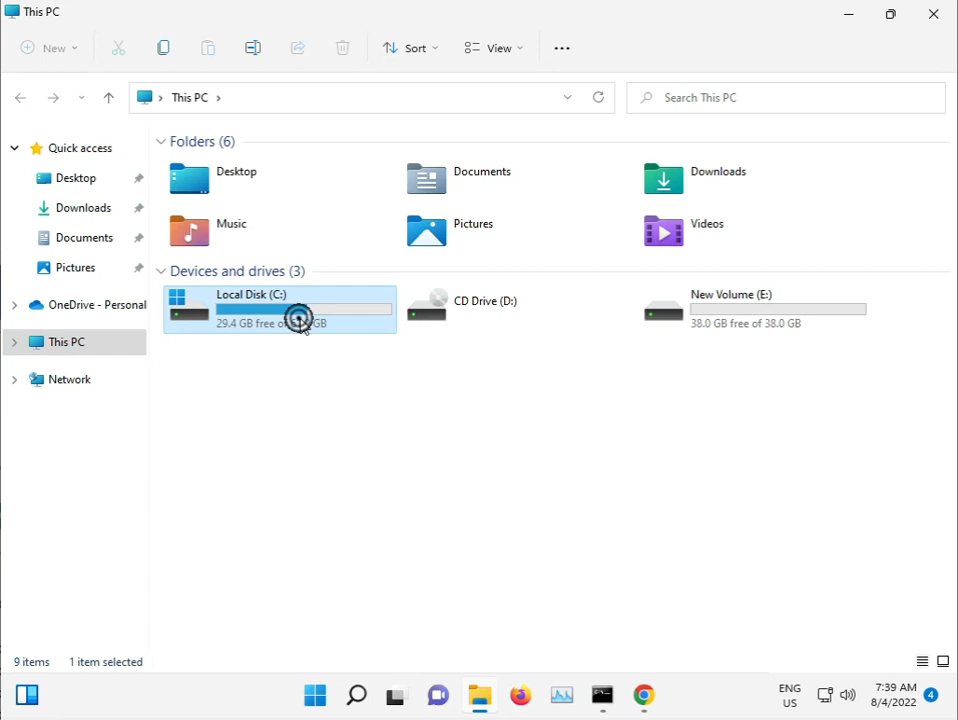 This PC
New
Sort
View
This PC
Search This PC
Quick access
Desktop
Downloads
Documents
Pictures
OneDrive - Personal
This PC
Network
Folders (6)
Desktop
Documents
Downloads
Music
Pictures
Videos
Devices and drives (3)
Local Disk (C:)
29.4 GB free of GB
CD Drive (D:)
New Volume (E:)
38.0 GB free of 38.0 GB
9 items
1 item selected
ENG
US
7:39 AM
8/4/2022
4